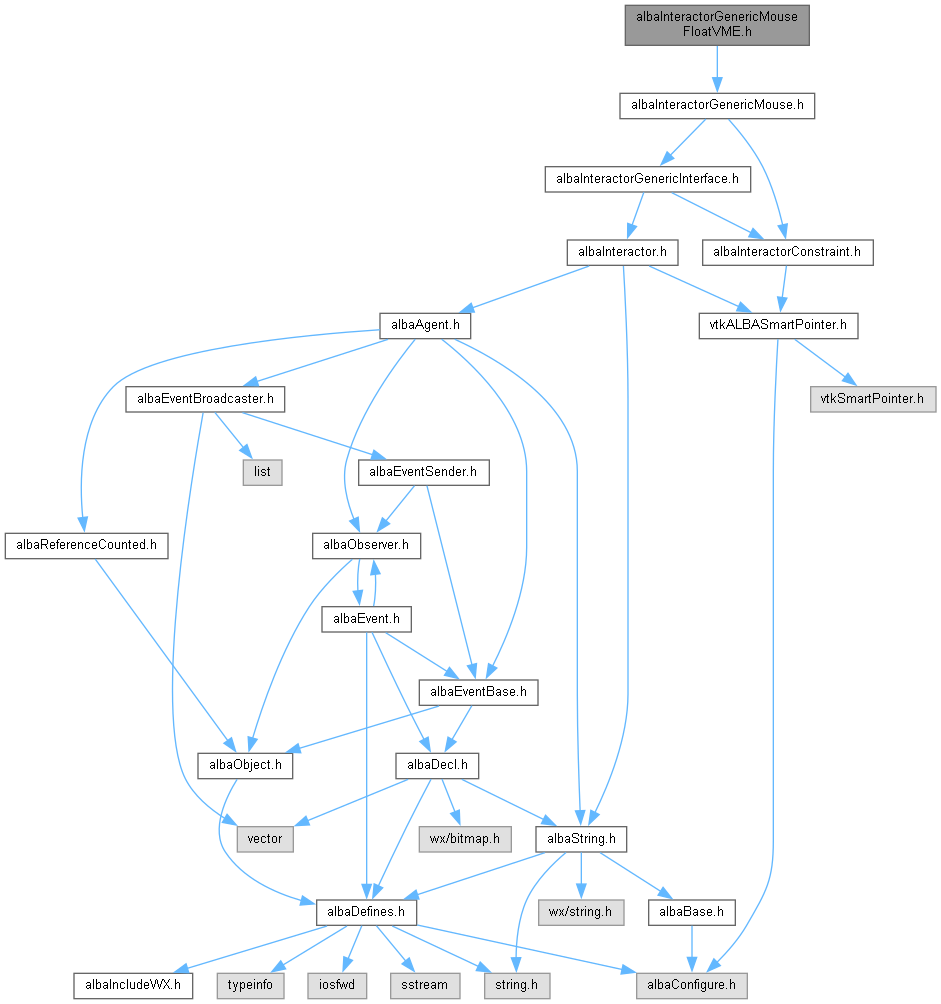 albaInteractorGenericMouse
FloatVME.h
albaInteractorGenericMouse.h
albaInteractorGenericInterface.h
albaInteractor.h
albaInteractorConstraint.h
albaAgent.h
vtkALBASmartPointer.h
albaEventBroadcaster.h
vtkSmartPointer.h
list
albaEventSender.h
albaReferenceCounted.h
albaObserver.h
albaEvent.h
albaEventBase.h
albaObject.h
albaDecl.h
vector
wx/bitmap.h
albaString.h
albaDefines.h
wx/string.h
albaBase.h
albaIncludeWX.h
typeinfo
iosfwd
sstream
string.h
albaConfigure.h